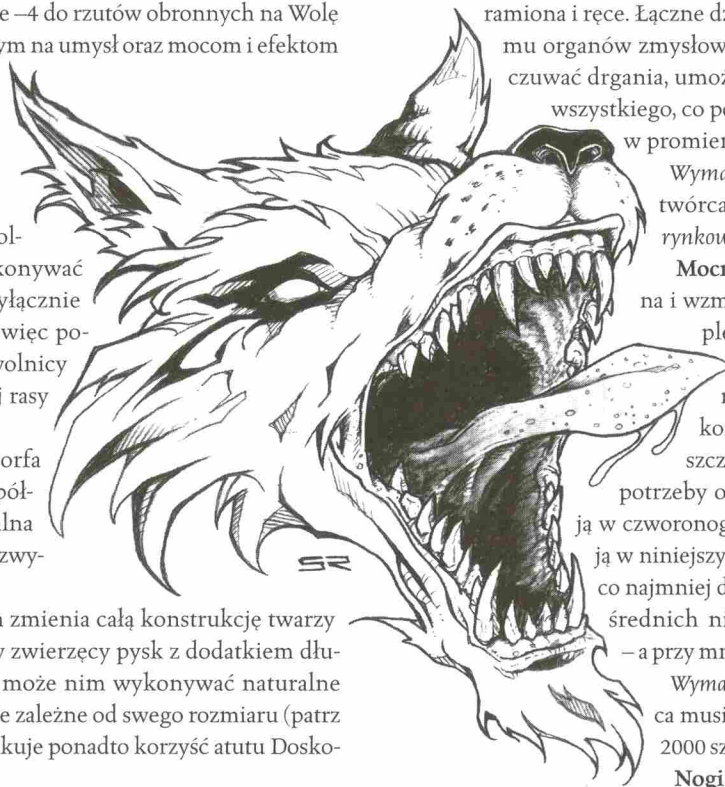 e –4 do rzutów obronnych na Wolę
ym na umysł oraz mocom i efektom
ol-
konywać
yłącznie
więc po-
wolnicy
j rasy
orfa
pół-
lna
zwy-
n zmienia całą konstrukcję twarzy
y zwierzęcy pysk z dodatkiem dłu-
może nim wykonywać naturalne
e zależne od swego rozmiaru (patrz
kuje ponadto korzyść atutu Dosko-
SR
ramiona i ręce. Łączne dz
mu organów zmysłow
czuwać drgania, umoż
wszystkiego, co po
w promien
Wyma
twórca
rynkow
Mocn
na i wzm
ple
r
kon
szcz
potrzeby o
ją w czworonog
ją w niniejszy
co najmniej d
średnich ni
– a przy mn
Wyma
ca musi
2000 sz
Nogi